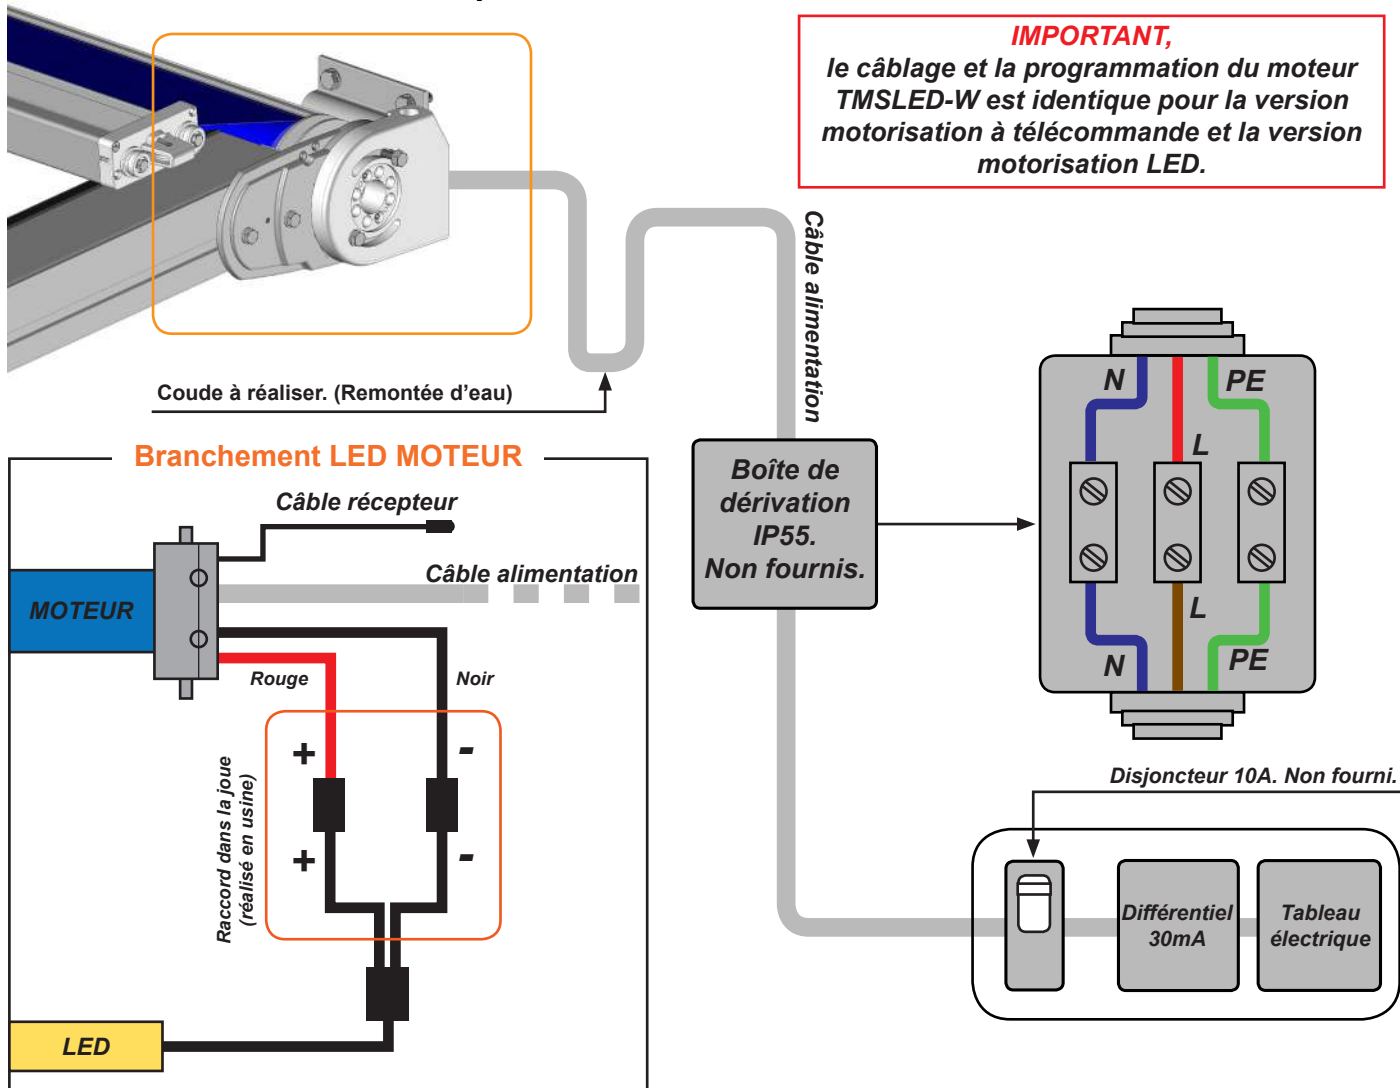 IMPORTANT,
le câblage et la programmation du moteur
TMSLED-W est identique pour la version
motorisation à télécommande et la version
motorisation LED.
Câble alimentation
Coude à réaliser. (Remontée d'eau)
N
PE
L
L
N
PE
Boîte de
dérivation
IP55.
Non fournis.
Branchement LED MOTEUR
Câble récepteur
Câble alimentation
MOTEUR
Rouge
Noir
+
-
+
-
Raccord dans la joue
(réalisé en usine)
LED
Disjoncteur 10A. Non fourni.
Différentiel
30mA
Tableau
électrique